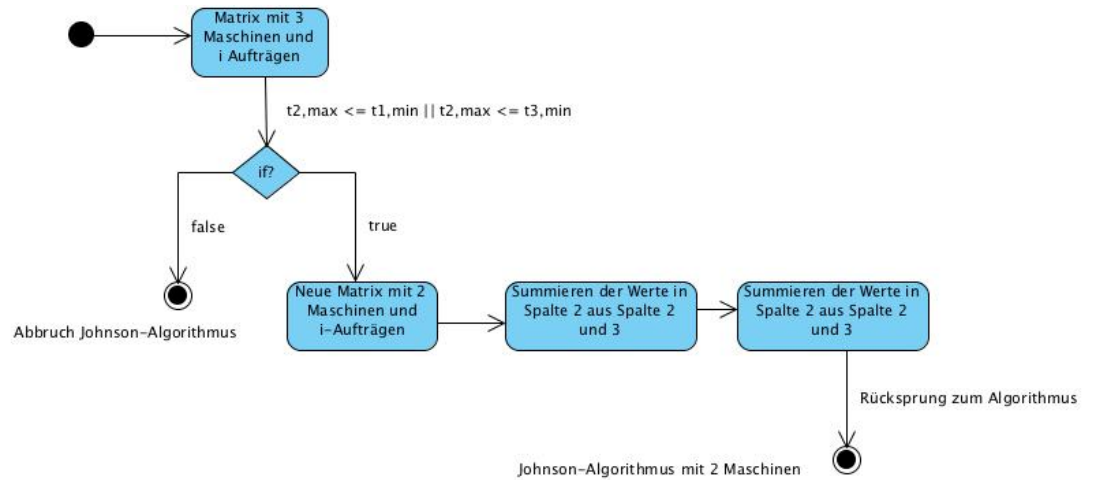 Matrix mit 3
Maschinen und
i Aufträgen
t2,max <= t1,min || t2,max <= t3,min
if?
false
true
Abbruch Johnson-Algorithmus
Neue Matrix mit 2
Maschinen und
i-Aufträgen
Summieren der Werte in
Spalte 2 aus Spalte 2
und 3
Summieren der Werte in
Spalte 2 aus Spalte 2
und 3
Rücksprung zum Algorithmus
Johnson-Algorithmus mit 2 Maschinen